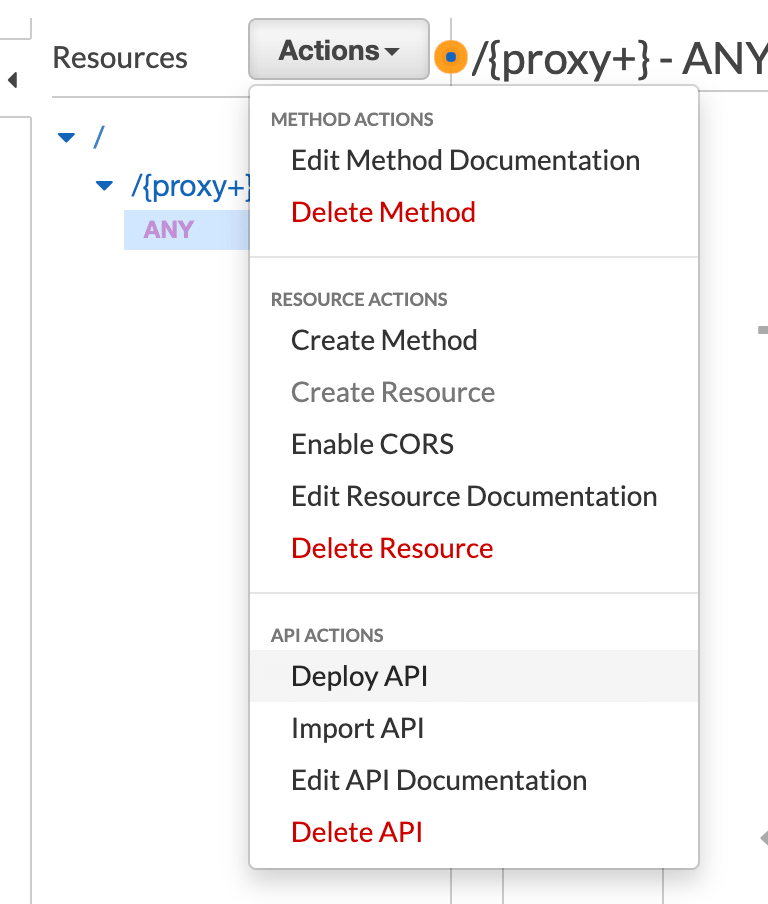 Resources
Actions
/{proxy+} - ANY
/
/{proxy+}
ANY
METHOD ACTIONS
Edit Method Documentation
Delete Method
RESOURCE ACTIONS
Create Method
Create Resource
Enable CORS
Edit Resource Documentation
Delete Resource
API ACTIONS
Deploy API
Import API
Edit API Documentation
Delete API